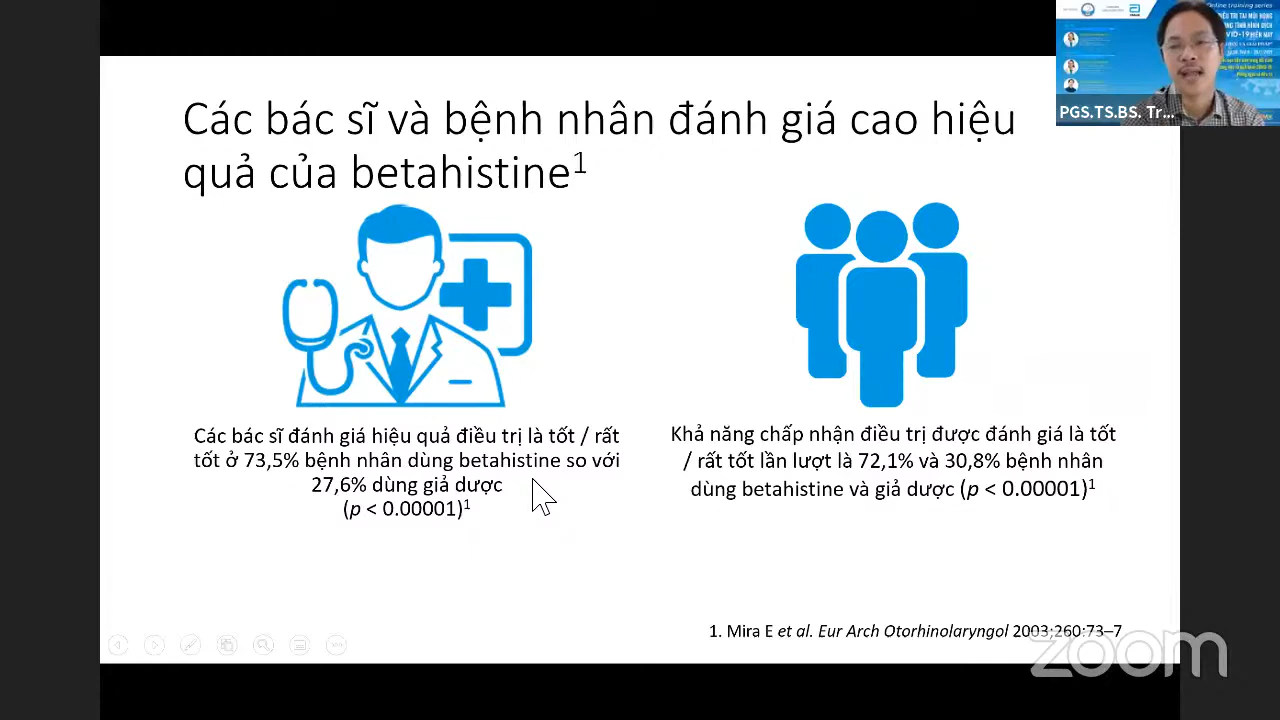 Các bác sĩ và bệnh nhân đánh giá cao hiệu
quả của betahistine1
Các bác sĩ đánh giá hiệu quả điều trị là tốt / rất
tốt ở 73,5% bệnh nhân dùng betahistine so với
27,6% dùng giả dược
(p < 0.00001)1
Khả năng chấp nhận điều trị được đánh giá là tốt
/ rất tốt lần lượt là 72,1% và 30,8% bệnh nhân
dùng betahistine và giả dược (p < 0.00001)1
1. Mira E et al. Eur Arch Otorhinolaryngol 2003;260:73–7
zoom
Online training series
PGS.TS.BS. Tr...